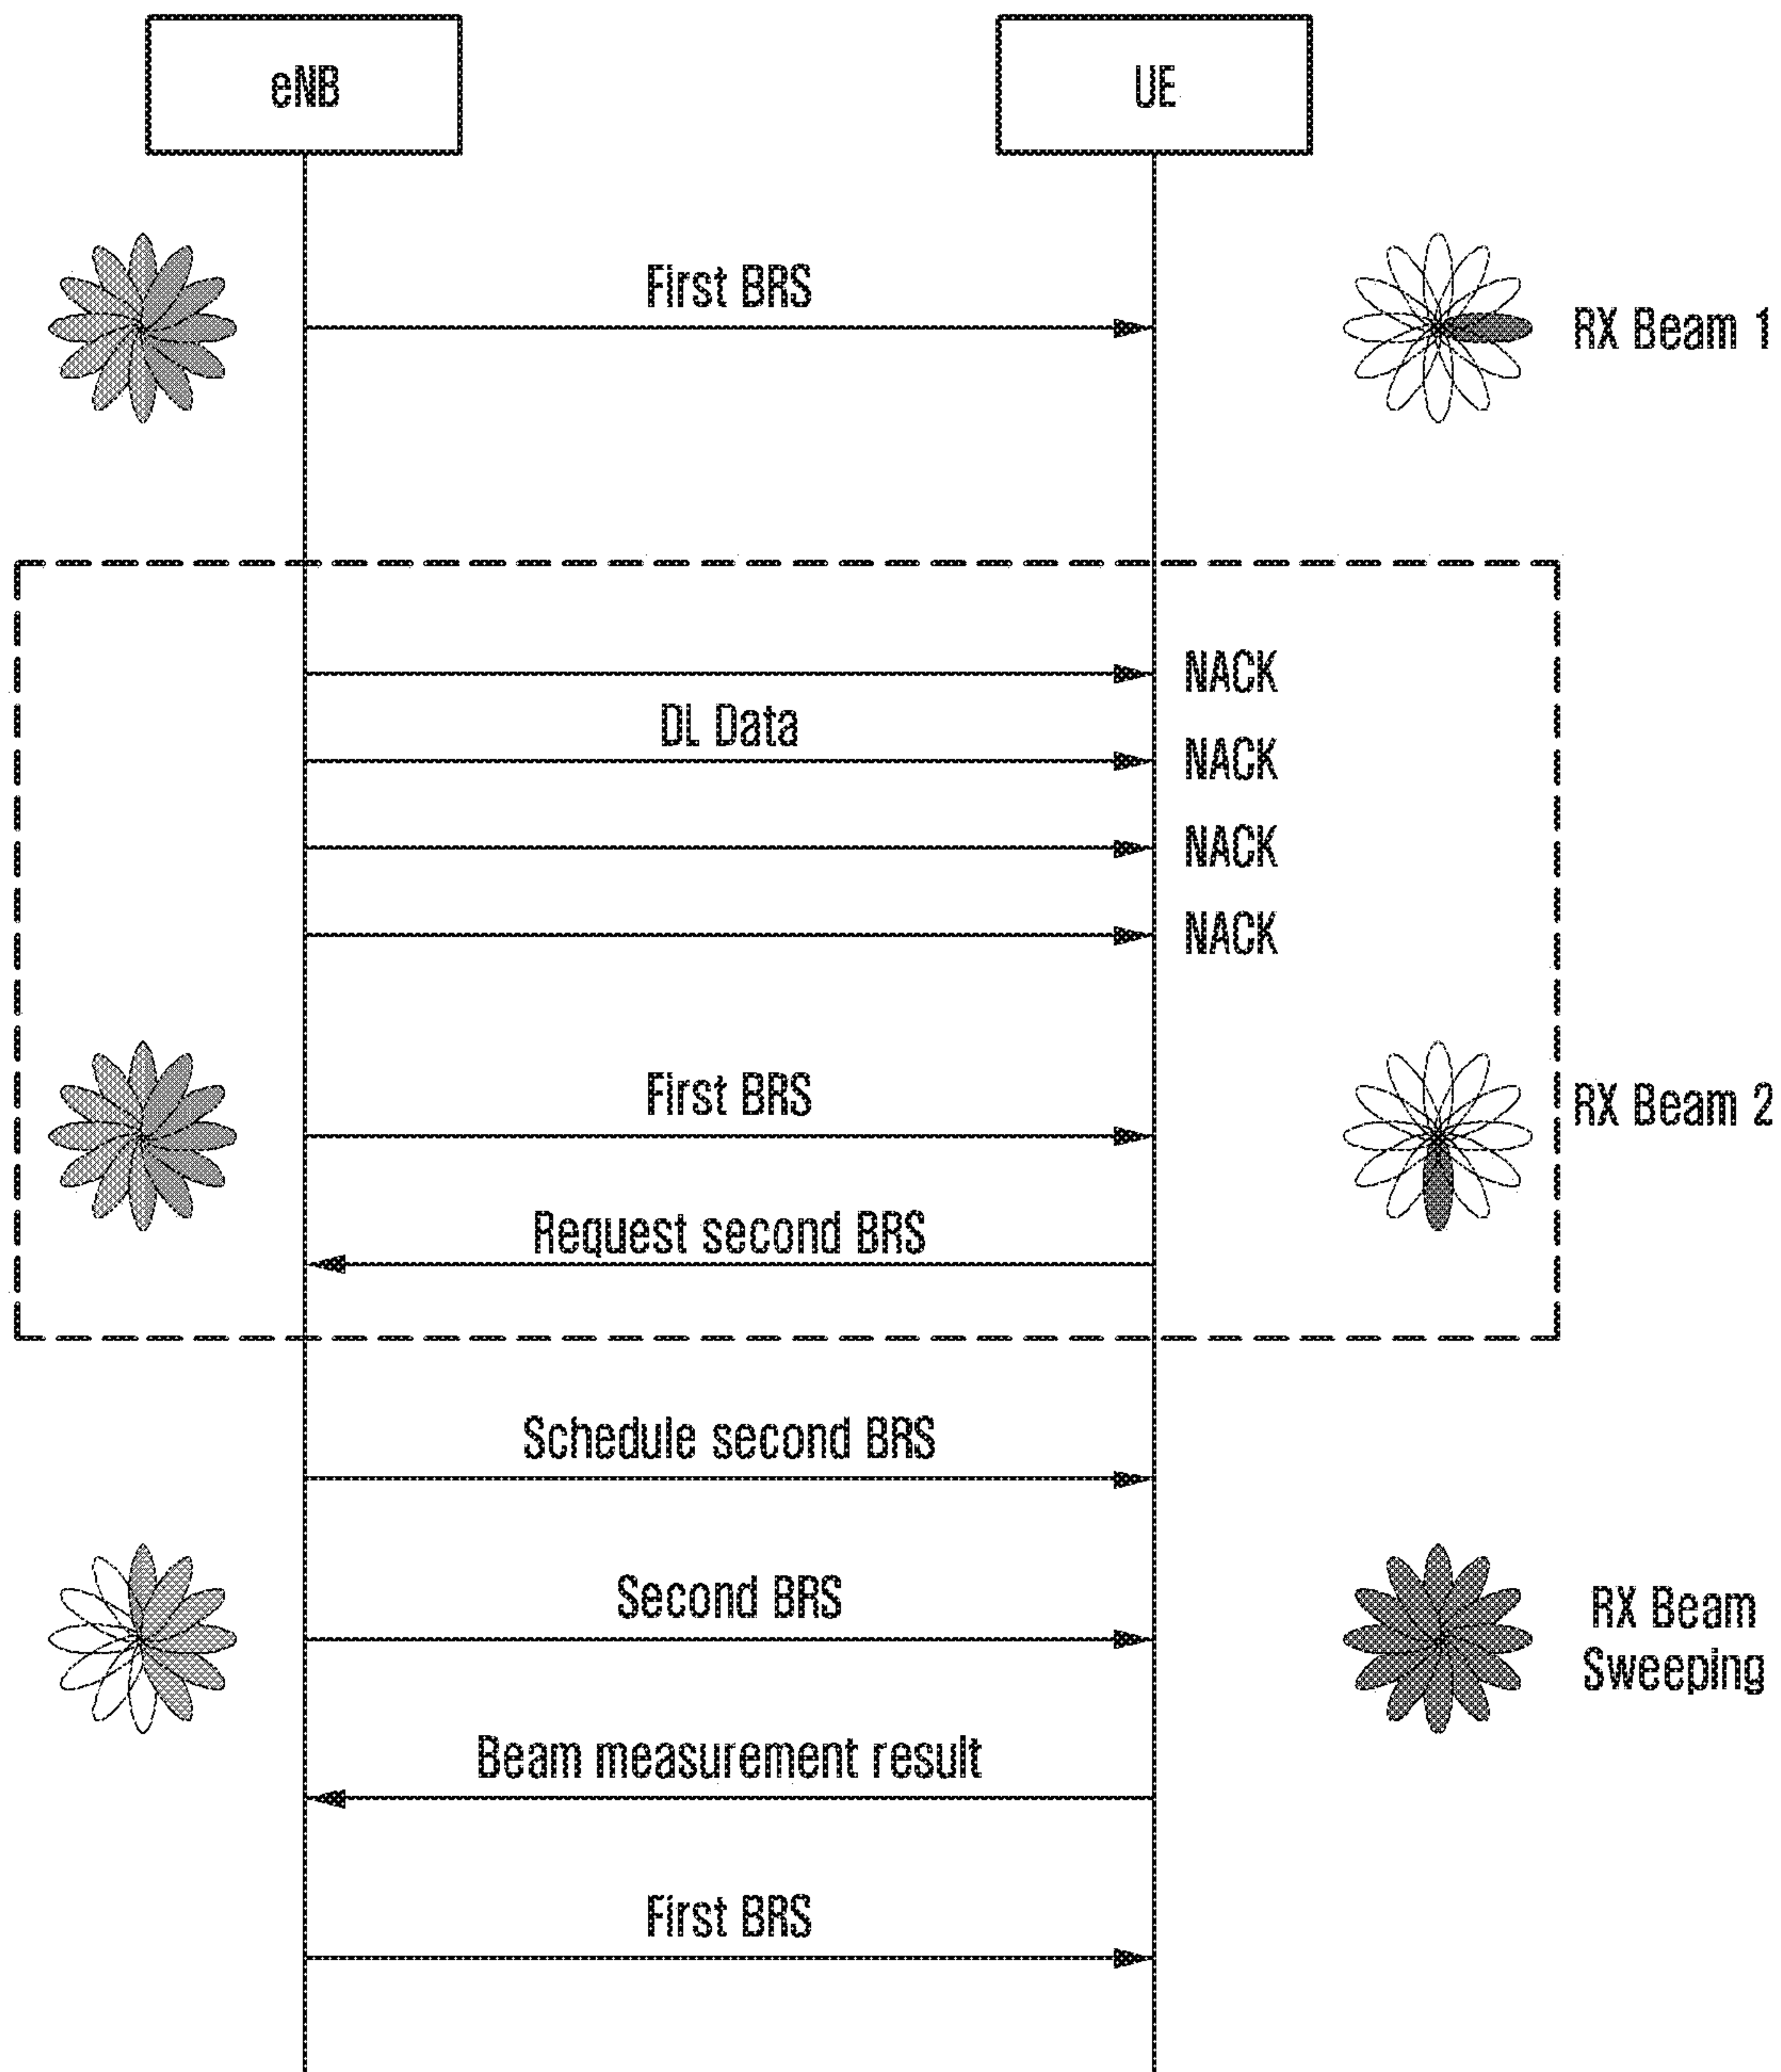 eNB
UE
First BRS
RX Beam 1
NACK
DL Data
NACK
NACK
NACK
First BRS
RX Beam 2
Request second BRS
Schedule second BRS
Second BRS
RX Beam
Sweeping
Beam measurement result
First BRS